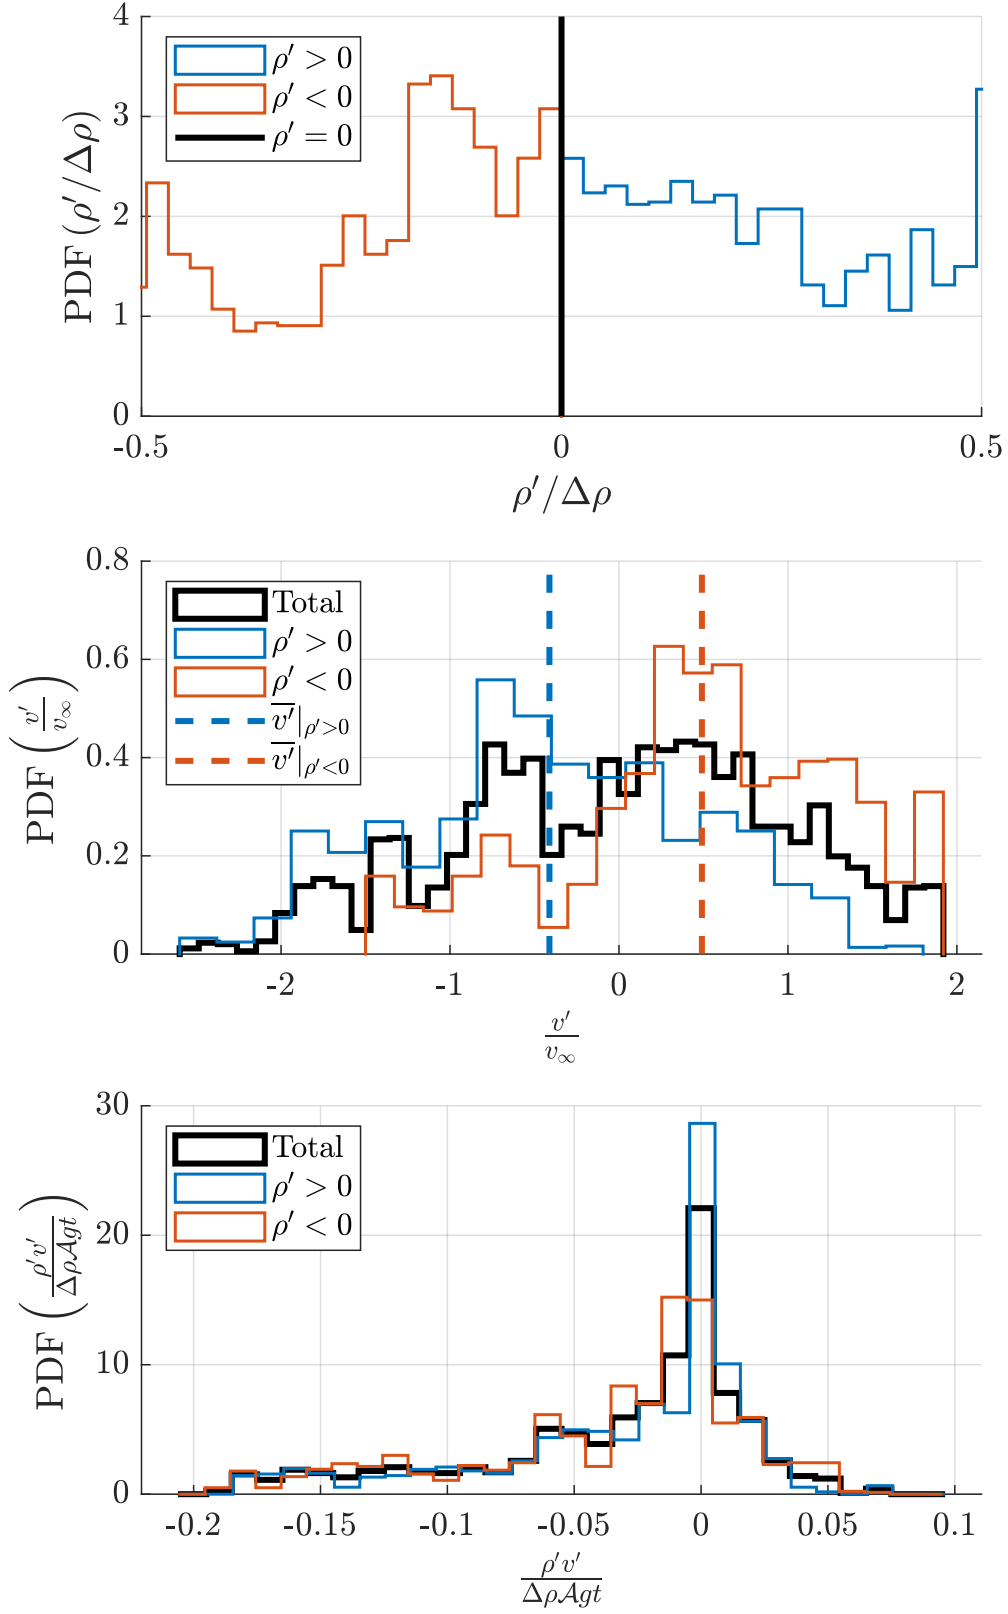 PDF (ρ′/Δρ)
4
3
2
1
0
ρ′ > 0
ρ′ < 0
ρ′ = 0
-0.5 0 0.5
ρ′/Δρ
PDF (v′/v∞)
0.8
0.6
0.4
0.2
0
Total
ρ′ > 0
ρ′ < 0
v̅′|ρ′>0
v̅′|ρ′<0
-2 -1 0 1 2
v′/v∞
PDF (ρ′v′/Δρ𝒜gt)
30
20
10
0
Total
ρ′ > 0
ρ′ < 0
-0.2 -0.15 -0.1 -0.05 0 0.05 0.1
ρ′v′/Δρ𝒜gt